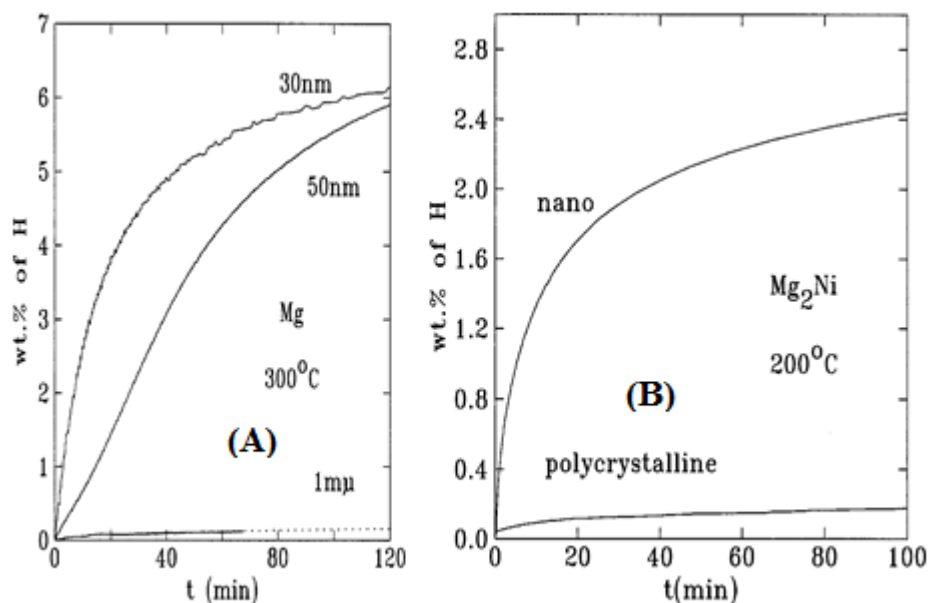 7
6
5
4
3
2
1
0
wt.% of H
30nm
50nm
Mg
300°C
(A)
1mμ
0 40 80 120
t (min)
2.8
2.4
2.0
1.6
1.2
0.8
0.4
0.0
wt.% of H
nano
Mg₂Ni
200°C
(B)
polycrystalline
0 20 40 60 80 100
t(min)